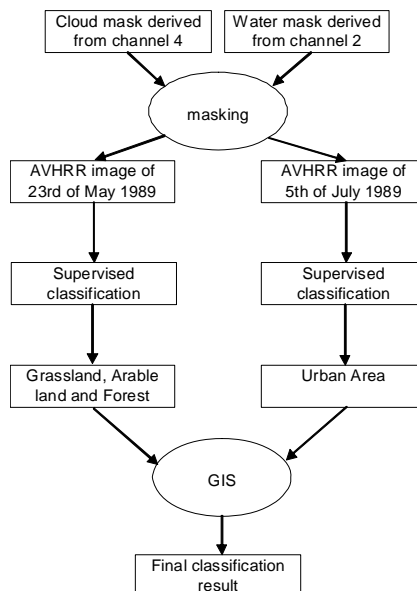 Cloud mask derived
from channel 4
Water mask derived
from channel 2
masking
AVHRR image of
23rd of May 1989
AVHRR image of
5th of July 1989
Supervised
classification
Supervised
classification
Grassland, Arable
land and Forest
Urban Area
GIS
Final classification
result